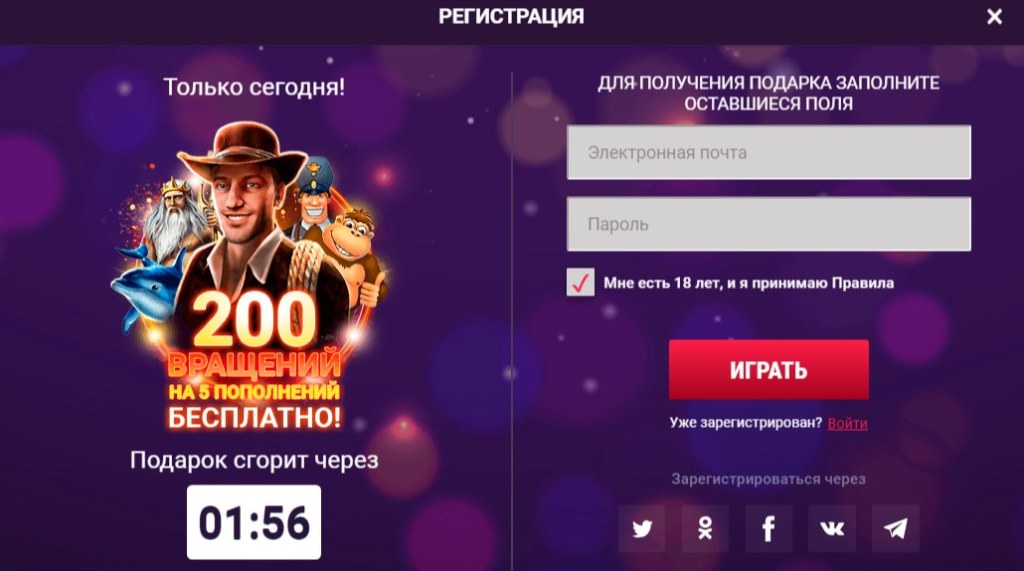 РЕГИСТРАЦИЯ
Только сегодня!
200
ВРАЩЕНИЙ
НА 5 ПОПОЛНЕНИЙ
БЕСПЛАТНО!
Подарок сгорит через
01:56
ДЛЯ ПОЛУЧЕНИЯ ПОДАРКА ЗАПОЛНИТЕ
ОСТАВШИЕСЯ ПОЛЯ
Электронная почта
Пароль
Мне есть 18 лет, и я принимаю Правила
ИГРАТЬ
Уже зарегистрирован? Войти
Зарегистрироваться через